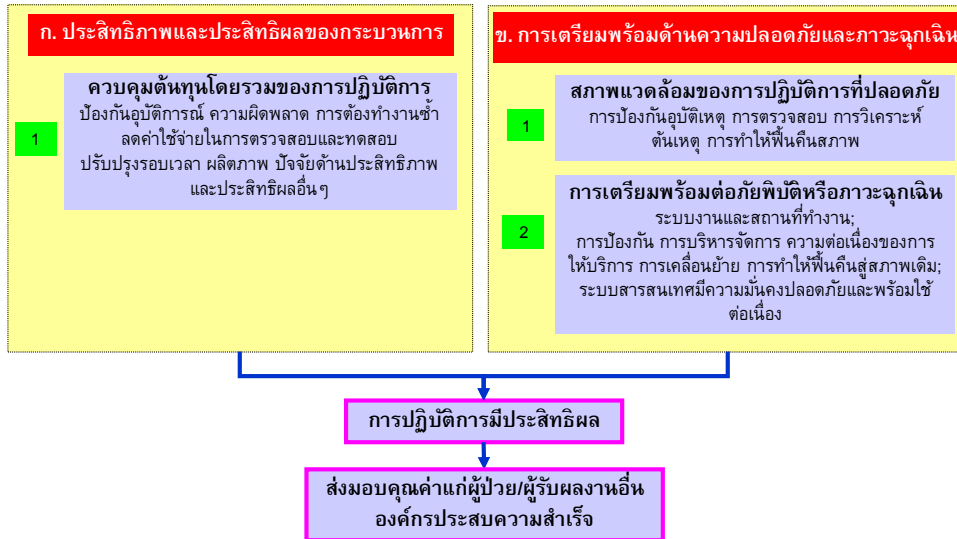 ก. ประสิทธิภาพและประสิทธิผลของกระบวนการ
1
ควบคุมต้นทุนโดยรวมของการปฏิบัติการ
ป้องกันอุบัติการณ์ ความผิดพลาด การต้องทำงานซ้ำ
ลดค่าใช้จ่ายในการตรวจสอบและทดสอบ
ปรับปรุงรอบเวลา ผลิตภาพ ปัจจัยด้านประสิทธิภาพ
และประสิทธิผลอื่นๆ
ข. การเตรียมพร้อมด้านความปลอดภัยและภาวะฉุกเฉิน
1
สภาพแวดล้อมของการปฏิบัติการที่ปลอดภัย
การป้องกันอุบัติเหตุ การตรวจสอบ การวิเคราะห์
ต้นเหตุ การทำให้ฟื้นคืนสภาพ
2
การเตรียมพร้อมต่อภัยพิบัติหรือภาวะฉุกเฉิน
ระบบงานและสถานที่ทำงาน;
การป้องกัน การบริหารจัดการ ความต่อเนื่องของการ
ให้บริการ การเคลื่อนย้าย การทำให้ฟื้นคืนสู่สภาพเดิม;
ระบบสารสนเทศมีความมั่นคงปลอดภัยและพร้อมใช้
ต่อเนื่อง
การปฏิบัติการมีประสิทธิผล
ส่งมอบคุณค่าแก่ผู้ป่วย/ผู้รับผลงานอื่น
องค์กรประสบความสำเร็จ